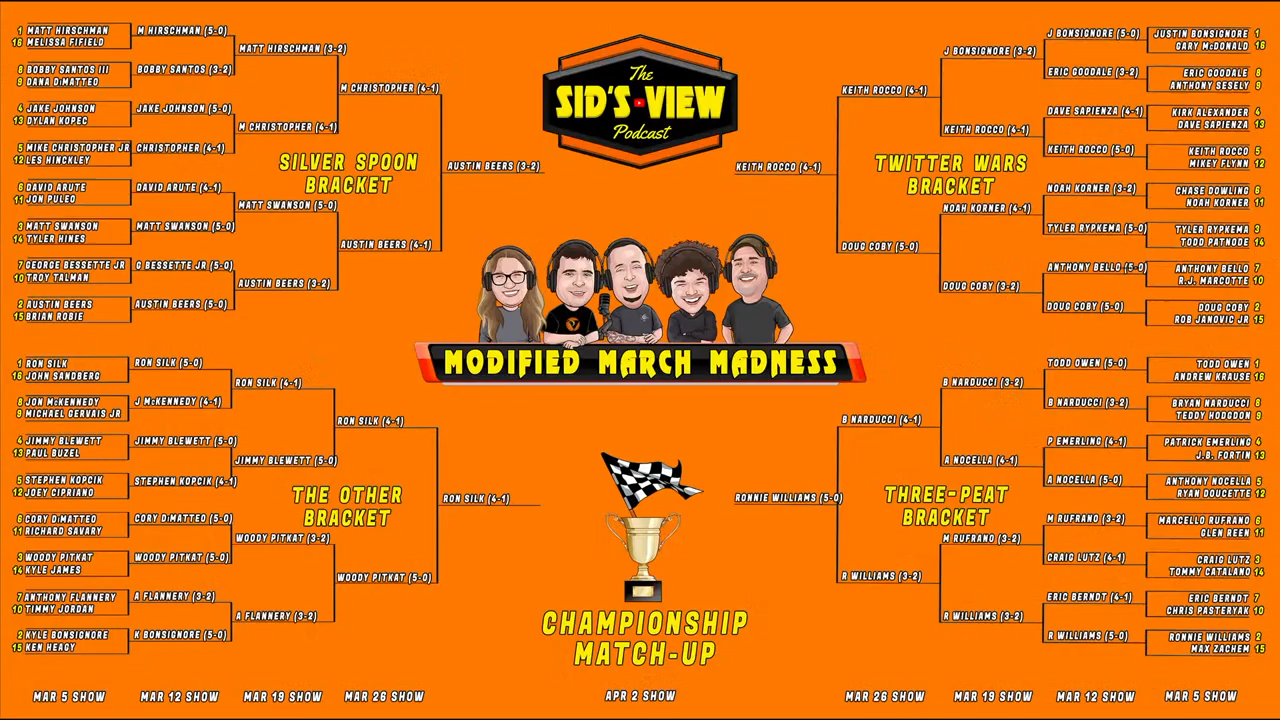 The
SID'S VIEW
Podcast
MODIFIED MARCH MADNESS
SILVER SPOON
BRACKET
1 MATT HIRSCHMAN
16 MELISSA FIFIELD
8 BOBBY SANTOS III
9 DANA DiMATTEO
4 JAKE JOHNSON
13 DYLAN KOPEC
5 MIKE CHRISTOPHER JR
12 LES HINCKLEY
6 DAVID ARUTE
11 JON PULEO
3 MATT SWANSON
14 TYLER HINES
7 GEORGE BESSETTE JR
10 TROY TALMAN
2 AUSTIN BEERS
15 BRIAN ROBIE
M HIRSCHMAN (5-0)
BOBBY SANTOS (3-2)
JAKE JOHNSON (5-0)
CHRISTOPHER (4-1)
DAVID ARUTE (4-1)
MATT SWANSON (5-0)
G BESSETTE JR (5-0)
AUSTIN BEERS (5-0)
MATT HIRSCHMAN (3-2)
M CHRISTOPHER (4-1)
MATT SWANSON (5-0)
AUSTIN BEERS (3-2)
M CHRISTOPHER (4-1)
AUSTIN BEERS (4-1)
AUSTIN BEERS (3-2)
THE OTHER
BRACKET
1 RON SILK
16 JOHN SANDBERG
8 JON McKENNEDY
9 MICHAEL GERVAIS JR
4 JIMMY BLEWETT
13 PAUL BUZEL
5 STEPHEN KOPCIK
12 JOEY CIPRIANO
6 CORY DiMATTEO
11 RICHARD SAVARY
3 WOODY PITKAT
14 KYLE JAMES
7 ANTHONY FLANNERY
10 TIMMY JORDAN
2 KYLE BONSIGNORE
15 KEN HEAGY
RON SILK (5-0)
J McKENNEDY (4-1)
JIMMY BLEWETT (5-0)
STEPHEN KOPCIK (4-1)
CORY DiMATTEO (5-0)
WOODY PITKAT (5-0)
A FLANNERY (3-2)
K BONSIGNORE (5-0)
RON SILK (4-1)
JIMMY BLEWETT (5-0)
WOODY PITKAT (3-2)
A FLANNERY (3-2)
RON SILK (4-1)
WOODY PITKAT (5-0)
RON SILK (4-1)
TWITTER WARS
BRACKET
JUSTIN BONSIGNORE 1
GARY McDONALD 16
ERIC GOODALE 8
ANTHONY SESELY 9
KIRK ALEXANDER 4
DAVE SAPIENZA 13
KEITH ROCCO 5
MIKEY FLYNN 12
CHASE DOWLING 6
NOAH KORNER 11
TYLER RYPKEMA 3
TODD PATNODE 14
ANTHONY BELLO 7
R.J. MARCOTTE 10
DOUG COBY 2
ROB JANOVIC JR 15
J BONSIGNORE (5-0)
ERIC GOODALE (3-2)
DAVE SAPIENZA (4-1)
KEITH ROCCO (5-0)
NOAH KORNER (3-2)
TYLER RYPKEMA (5-0)
ANTHONY BELLO (5-0)
DOUG COBY (5-0)
J BONSIGNORE (3-2)
KEITH ROCCO (4-1)
NOAH KORNER (4-1)
DOUG COBY (3-2)
KEITH ROCCO (4-1)
DOUG COBY (5-0)
KEITH ROCCO (4-1)
THREE-PEAT
BRACKET
TODD OWEN 1
ANDREW KRAUSE 16
BRYAN NARDUCCI 8
TEDDY HODGDON 9
PATRICK EMERLING 4
J.B. FORTIN 13
ANTHONY NOCELLA 5
RYAN DOUCETTE 12
MARCELLO RUFRANO 6
GLEN REEN 11
CRAIG LUTZ 3
TOMMY CATALANO 14
ERIC BERNDT 7
CHRIS PASTERYAK 10
RONNIE WILLIAMS 2
MAX ZACHEM 15
TODD OWEN (5-0)
B NARDUCCI (3-2)
P EMERLING (4-1)
A NOCELLA (5-0)
M RUFRANO (3-2)
CRAIG LUTZ (4-1)
ERIC BERNDT (4-1)
R WILLIAMS (5-0)
B NARDUCCI (3-2)
A NOCELLA (4-1)
M RUFRANO (3-2)
R WILLIAMS (3-2)
B NARDUCCI (4-1)
R WILLIAMS (3-2)
RONNIE WILLIAMS (5-0)
CHAMPIONSHIP
MATCH-UP
MAR 5 SHOW
MAR 12 SHOW
MAR 19 SHOW
MAR 26 SHOW
APR 2 SHOW
MAR 26 SHOW
MAR 19 SHOW
MAR 12 SHOW
MAR 5 SHOW